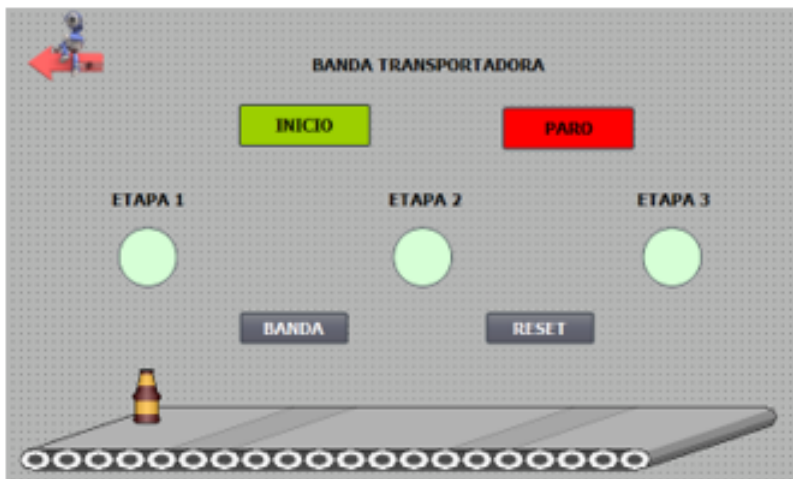 BANDA TRANSPORTADORA
INICIO
PARO
ETAPA 1
ETAPA 2
ETAPA 3
BANDA
RESET